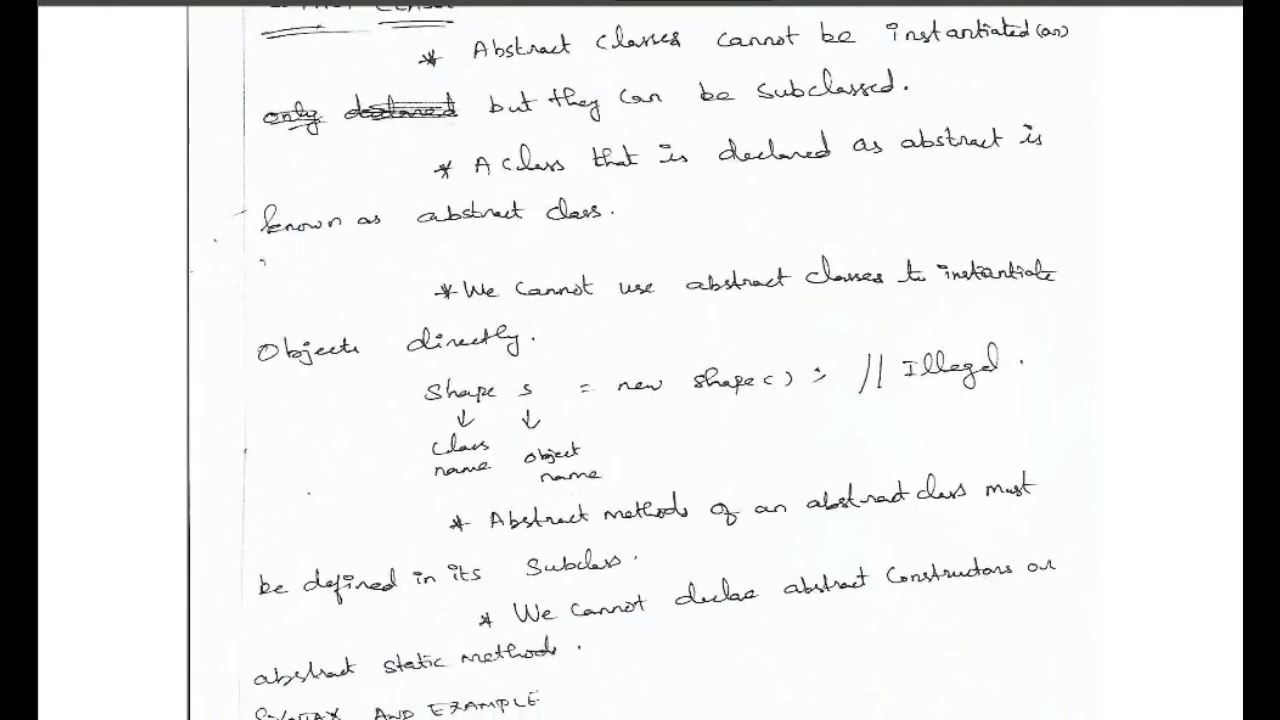 * Abstract classes cannot be instantiated (or)
only declared but they can be subclassed.
* A class that is declared as abstract is
known as abstract class.
* We cannot use abstract classes to instantiate
Objects directly.
Shape s = new shape(); // Illegal.
↓ ↓
class object
name name
* Abstract methods of an abstract class must
be defined in its Subclass.
* We cannot declare abstract Constructors or
abstract static methods.
SYNTAX AND EXAMPLE